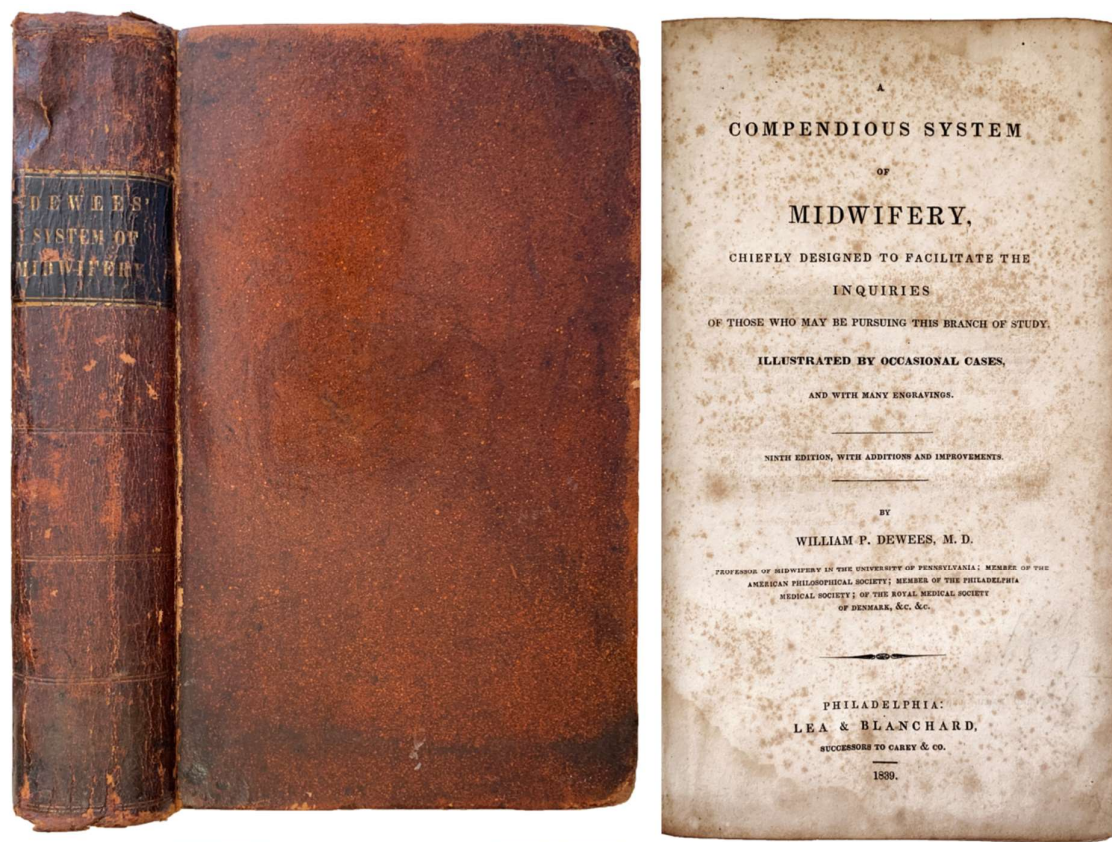 DEWEES'
SYSTEM OF
MIDWIFERY
A
COMPENDIOUS SYSTEM
OF
MIDWIFERY,
CHIEFLY DESIGNED TO FACILITATE THE
INQUIRIES
OF THOSE WHO MAY BE PURSUING THIS BRANCH OF STUDY.
ILLUSTRATED BY OCCASIONAL CASES,
AND WITH MANY ENGRAVINGS.
NINTH EDITION, WITH ADDITIONS AND IMPROVEMENTS.
BY
WILLIAM P. DEWEES, M. D.
PROFESSOR OF MIDWIFERY IN THE UNIVERSITY OF PENNSYLVANIA; MEMBER OF THE
AMERICAN PHILOSOPHICAL SOCIETY; MEMBER OF THE PHILADELPHIA
MEDICAL SOCIETY; OF THE ROYAL MEDICAL SOCIETY
OF DENMARK, &C. &C.
PHILADELPHIA:
LEA & BLANCHARD,
SUCCESSORS TO CAREY & CO.
1839.